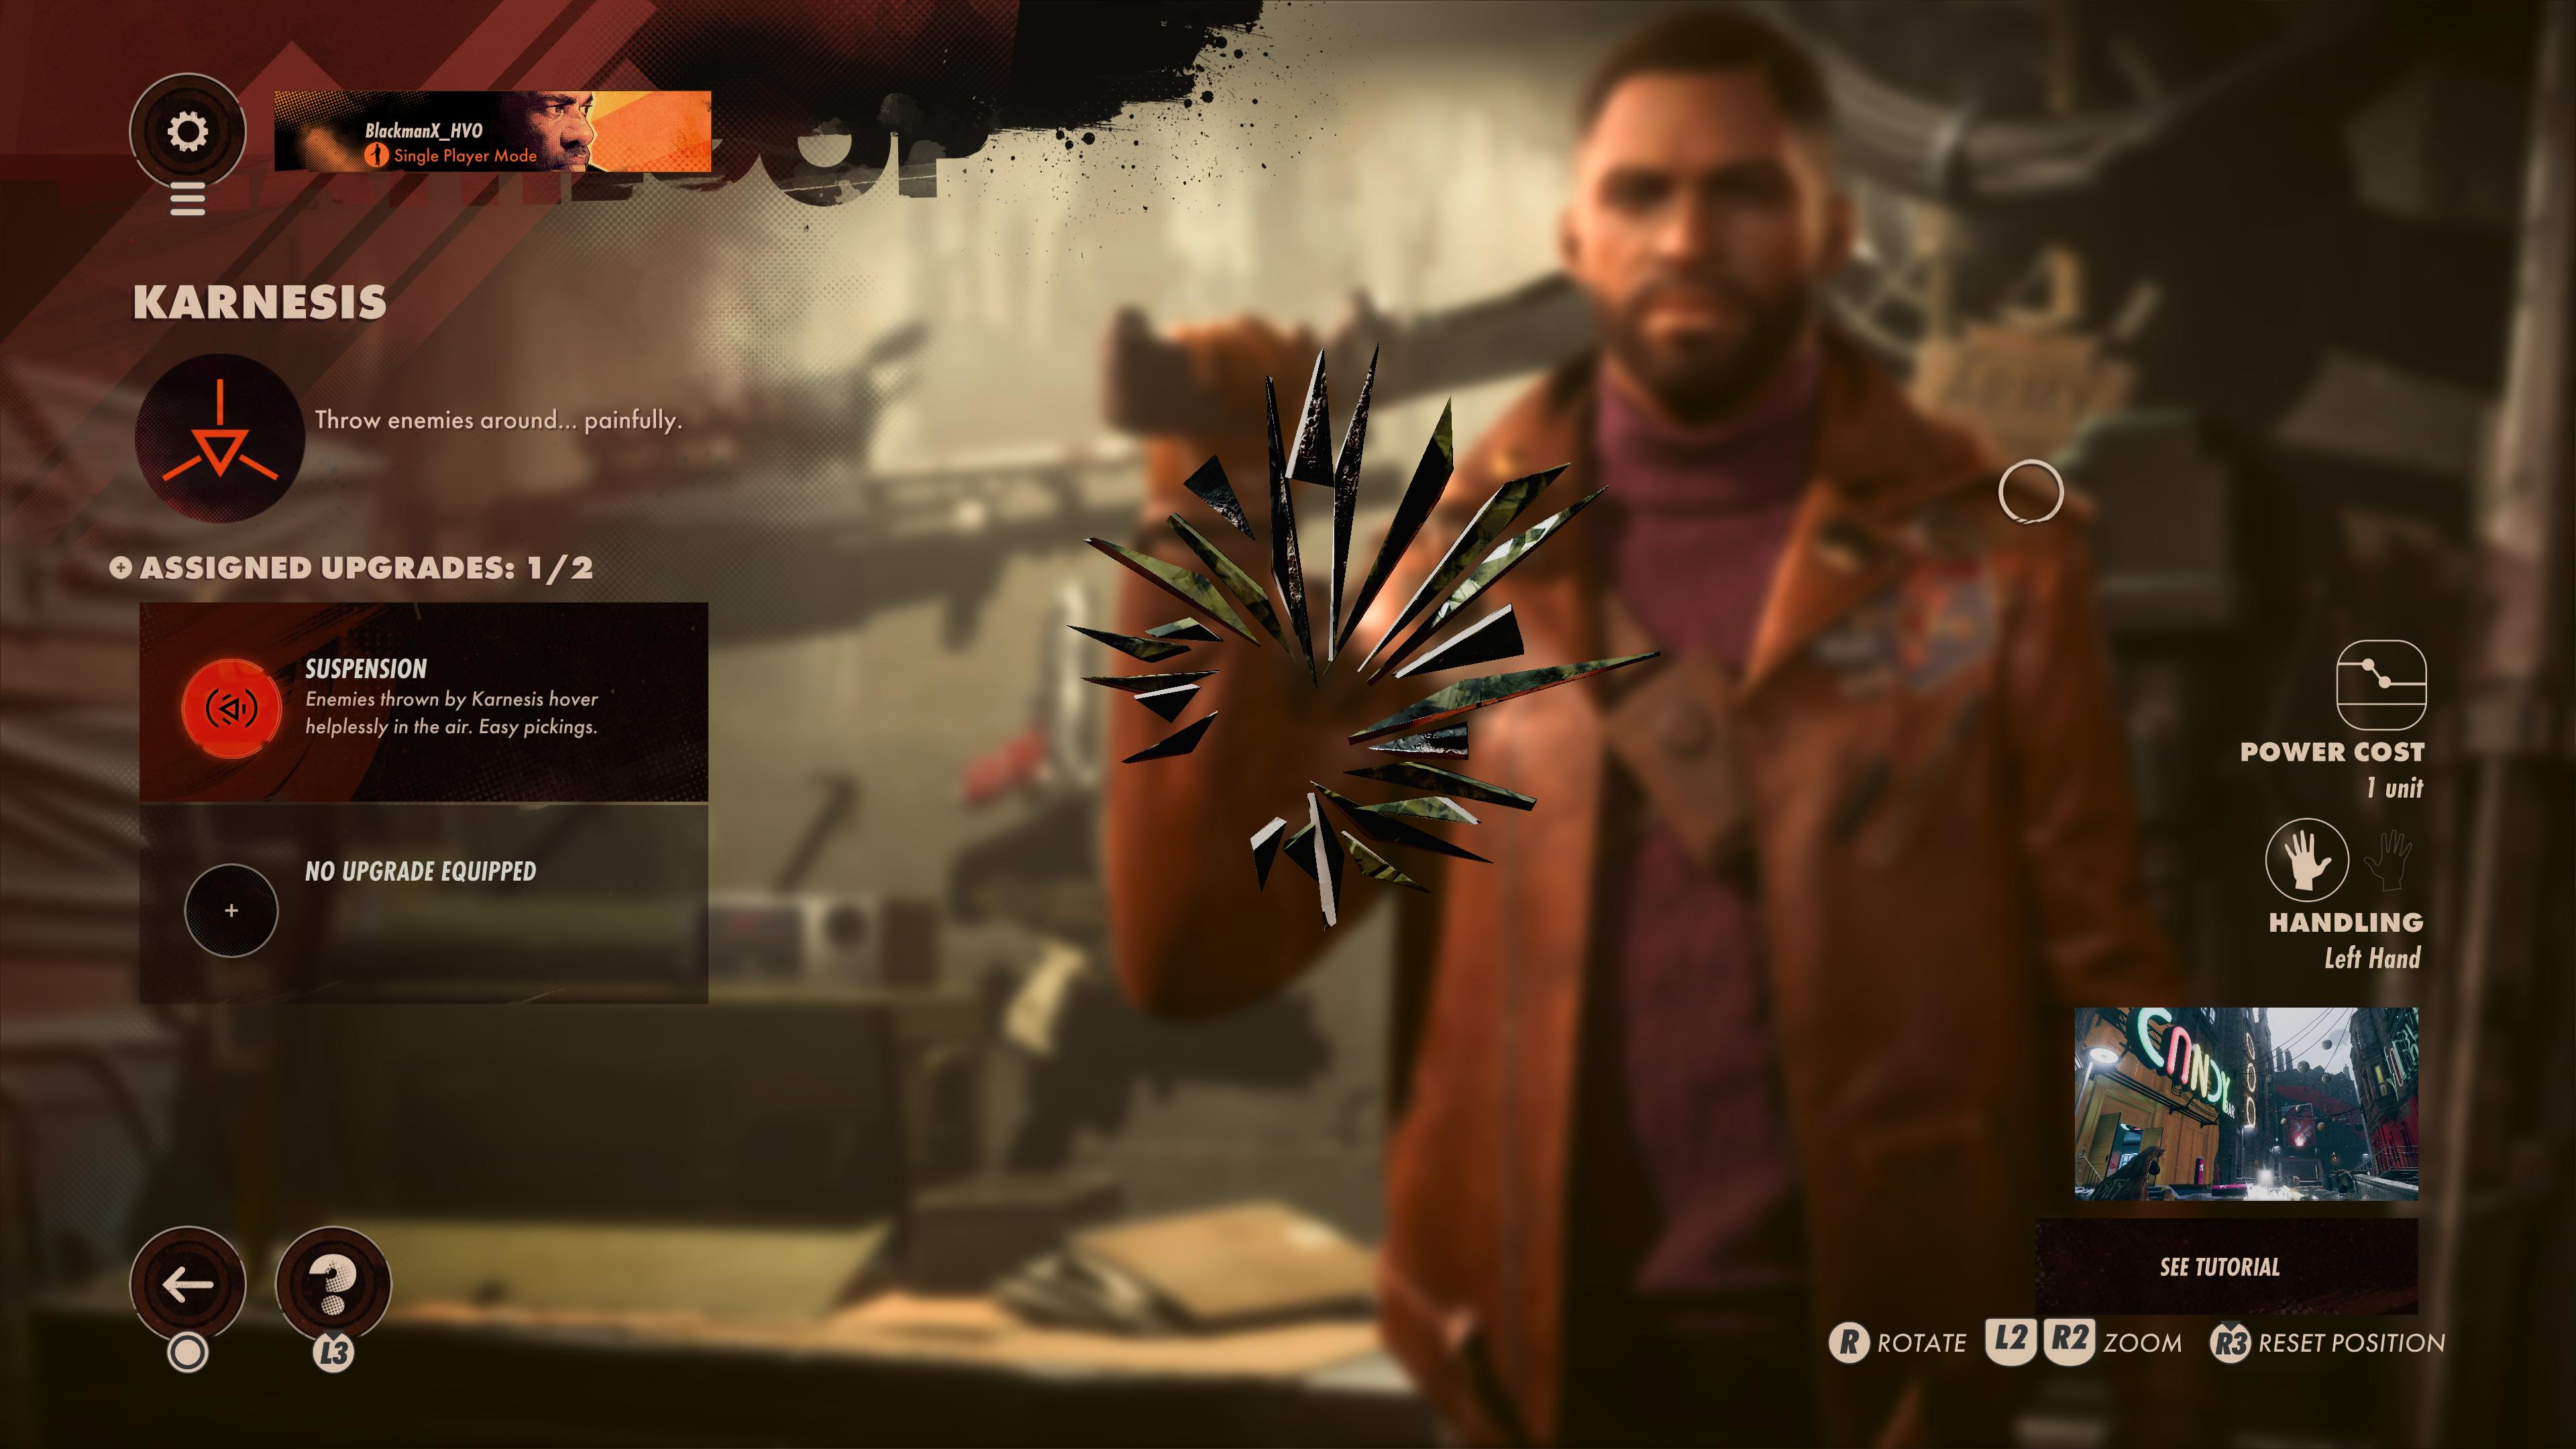 BlackmanX_HVO
Single Player Mode
KARNESIS
Throw enemies around... painfully.
ASSIGNED UPGRADES: 1/2
SUSPENSION
Enemies thrown by Karnesis hover
helplessly in the air. Easy pickings.
NO UPGRADE EQUIPPED
POWER COST
1 unit
HANDLING
Left Hand
CANDY
BAR
SEE TUTORIAL
L3
R ROTATE L2 R2 ZOOM R3 RESET POSITION